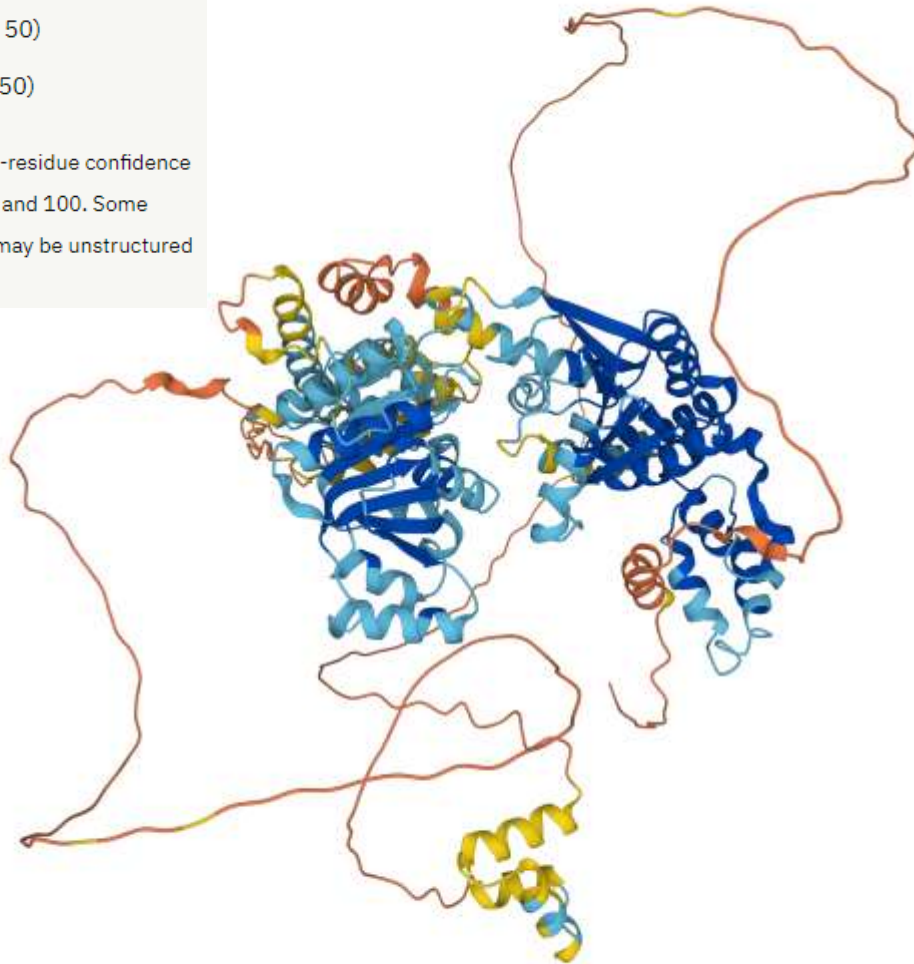 50)
50)
-residue confidence
and 100. Some
may be unstructured